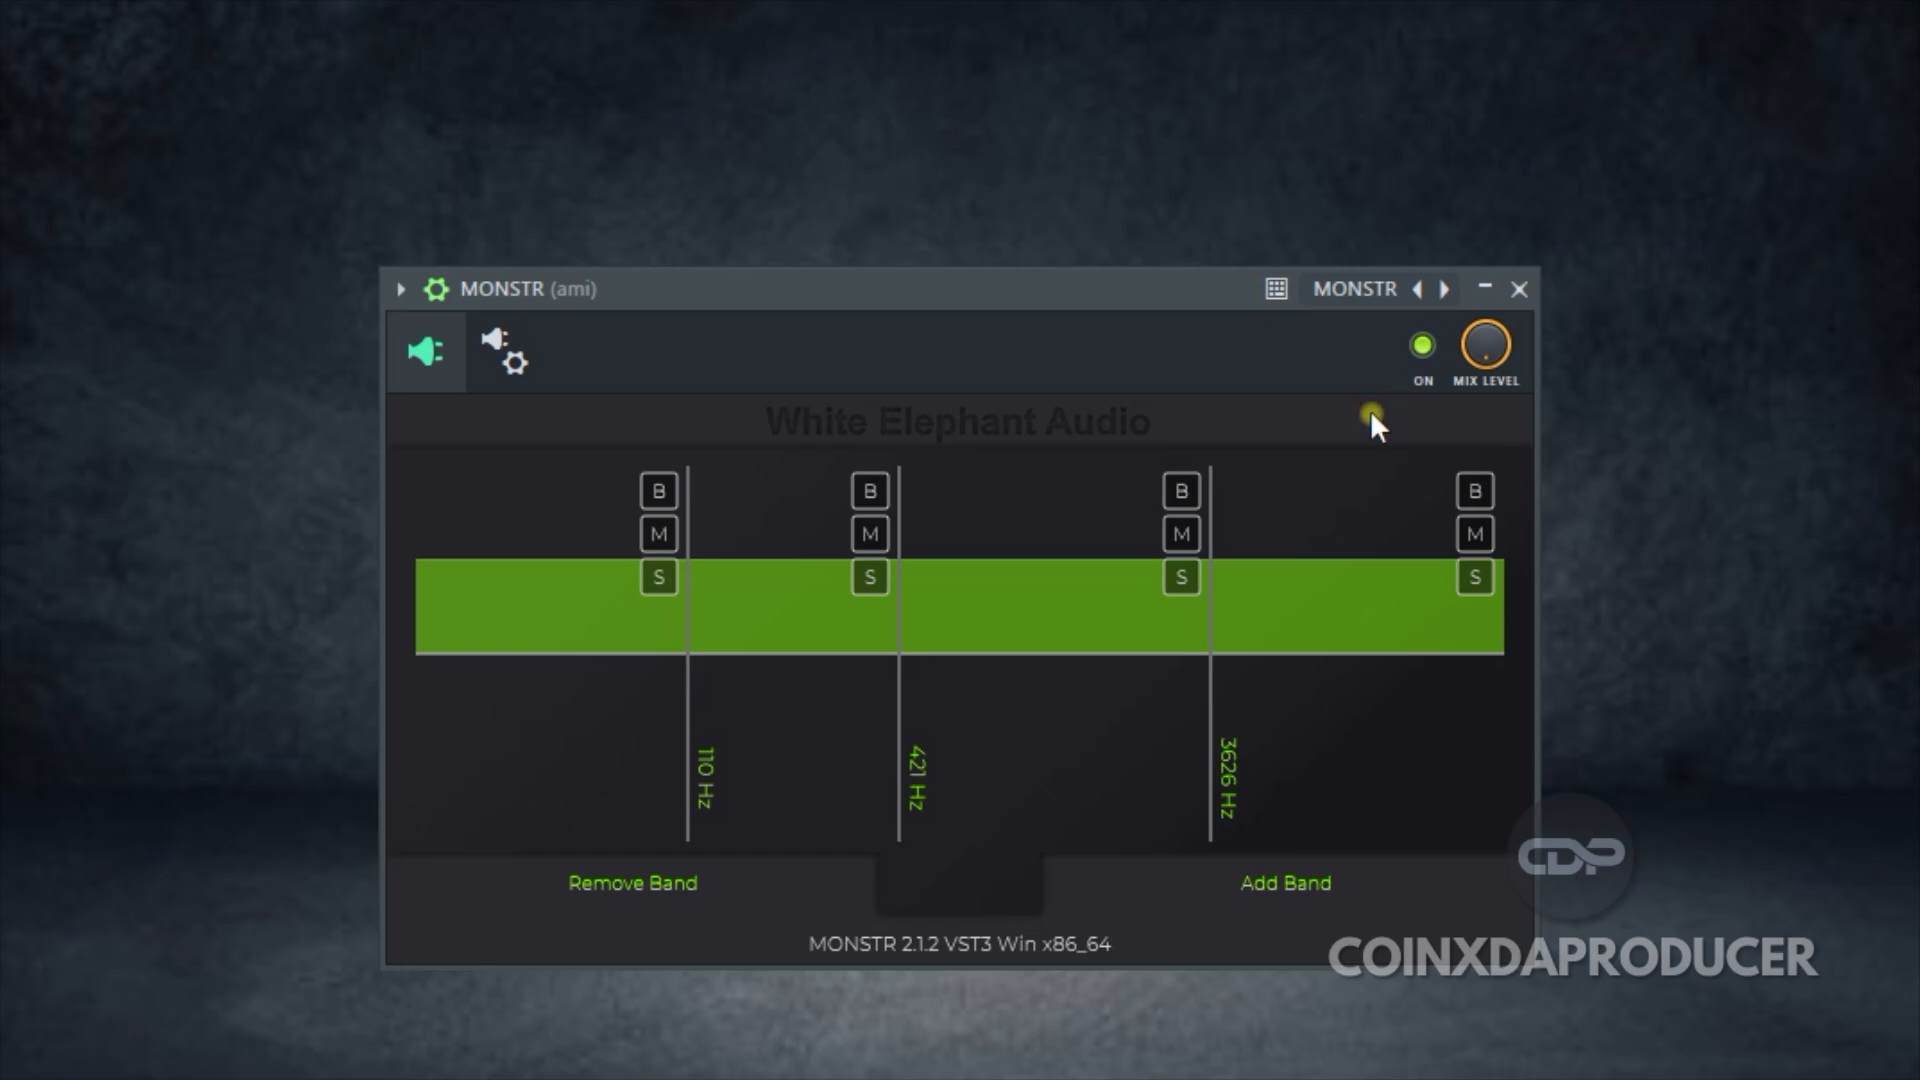 MONSTR (ami)
MONSTR
ON
MIX LEVEL
White Elephant Audio
B
B
B
B
M
M
M
M
S
S
S
S
110 Hz
421 Hz
3626 Hz
Remove Band
Add Band
MONSTR 2.1.2 VST3 Win x86_64
CDP
COINXDAPRODUCER